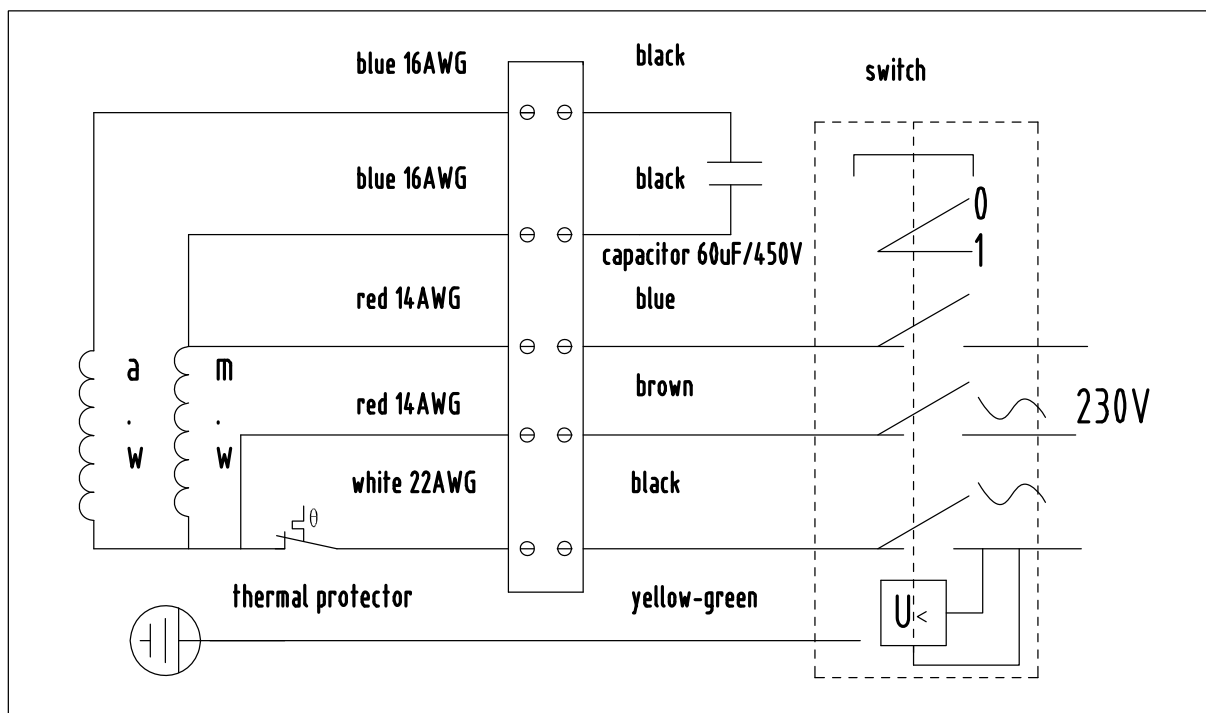 blue 16AWG
black
switch
blue 16AWG
black
0
1
capacitor 60uF/450V
red 14AWG
blue
a.w
m.w
brown
red 14AWG
230V
white 22AWG
black
θ
thermal protector
yellow-green
U<